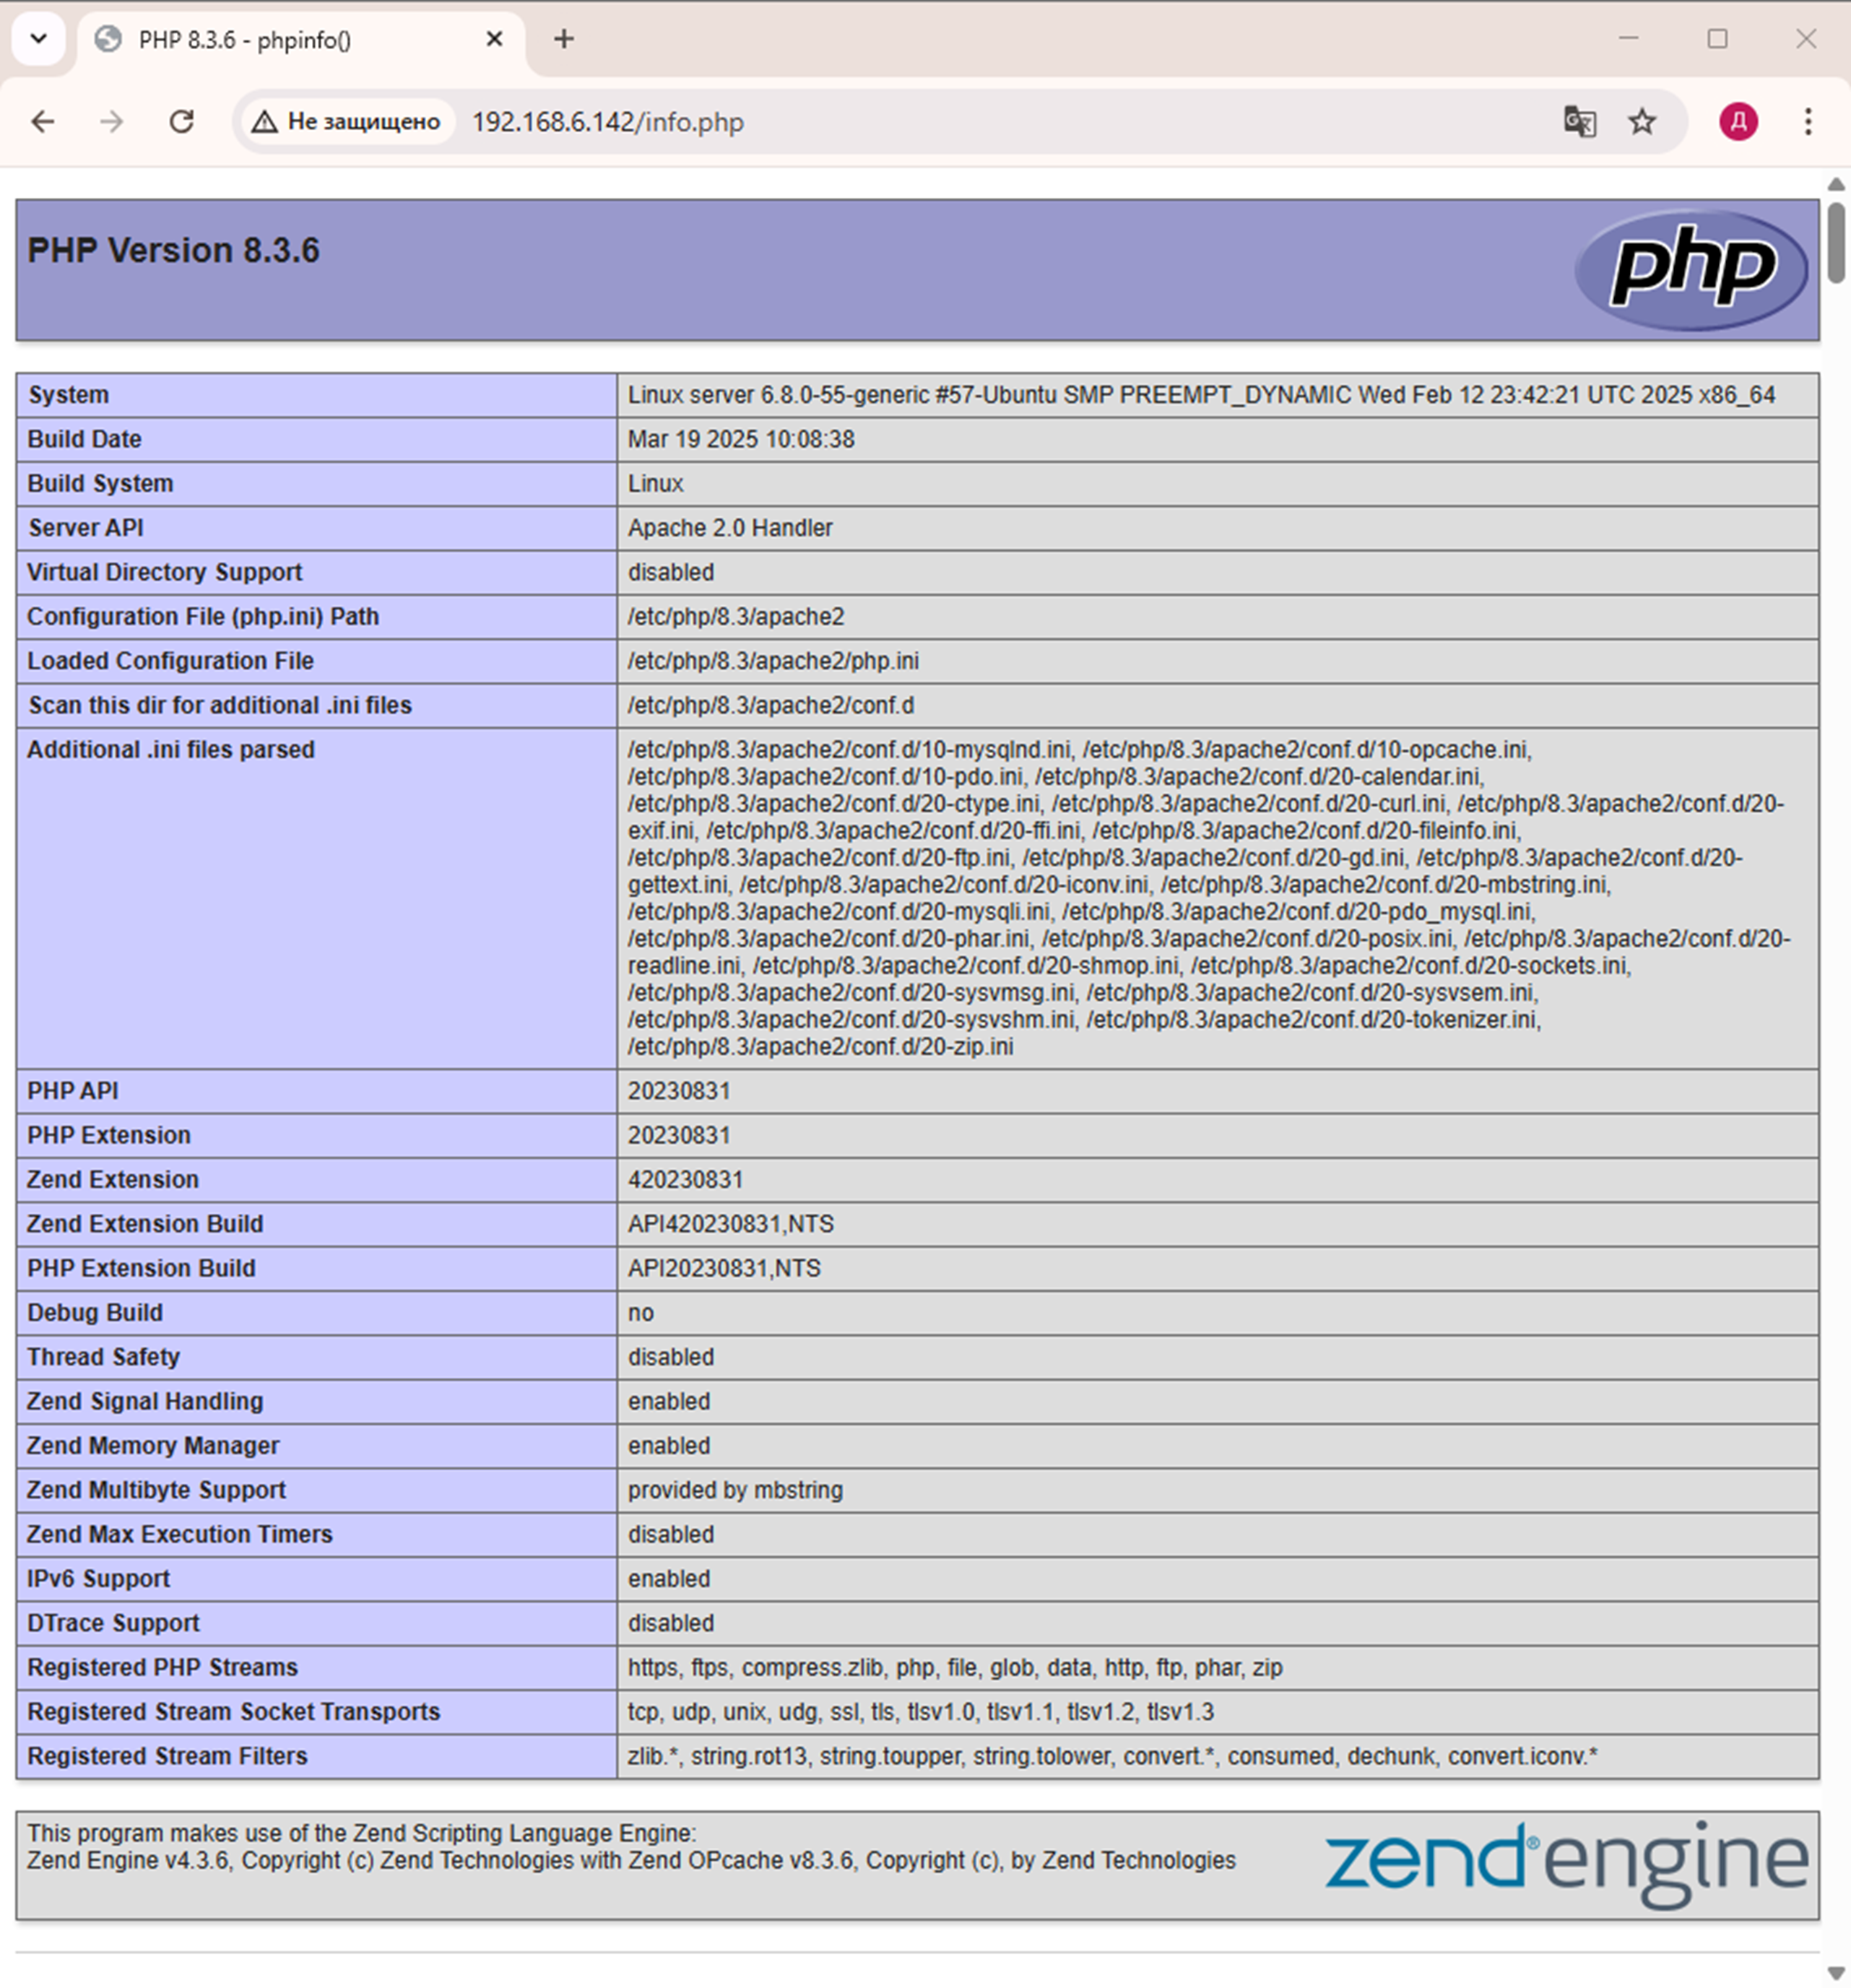 PHP 8.3.6 - phpinfo()
Не защищено 192.168.6.142/info.php
Д
PHP Version 8.3.6
php
System Linux server 6.8.0-55-generic #57-Ubuntu SMP PREEMPT_DYNAMIC Wed Feb 12 23:42:21 UTC 2025 x86_64
Build Date Mar 19 2025 10:08:38
Build System Linux
Server API Apache 2.0 Handler
Virtual Directory Support disabled
Configuration File (php.ini) Path /etc/php/8.3/apache2
Loaded Configuration File /etc/php/8.3/apache2/php.ini
Scan this dir for additional .ini files /etc/php/8.3/apache2/conf.d
Additional .ini files parsed /etc/php/8.3/apache2/conf.d/10-mysqlnd.ini, /etc/php/8.3/apache2/conf.d/10-opcache.ini,
/etc/php/8.3/apache2/conf.d/10-pdo.ini, /etc/php/8.3/apache2/conf.d/20-calendar.ini,
/etc/php/8.3/apache2/conf.d/20-ctype.ini, /etc/php/8.3/apache2/conf.d/20-curl.ini, /etc/php/8.3/apache2/conf.d/20-
exif.ini, /etc/php/8.3/apache2/conf.d/20-ffi.ini, /etc/php/8.3/apache2/conf.d/20-fileinfo.ini,
/etc/php/8.3/apache2/conf.d/20-ftp.ini, /etc/php/8.3/apache2/conf.d/20-gd.ini, /etc/php/8.3/apache2/conf.d/20-
gettext.ini, /etc/php/8.3/apache2/conf.d/20-iconv.ini, /etc/php/8.3/apache2/conf.d/20-mbstring.ini,
/etc/php/8.3/apache2/conf.d/20-mysqli.ini, /etc/php/8.3/apache2/conf.d/20-pdo_mysql.ini,
/etc/php/8.3/apache2/conf.d/20-phar.ini, /etc/php/8.3/apache2/conf.d/20-posix.ini, /etc/php/8.3/apache2/conf.d/20-
readline.ini, /etc/php/8.3/apache2/conf.d/20-shmop.ini, /etc/php/8.3/apache2/conf.d/20-sockets.ini,
/etc/php/8.3/apache2/conf.d/20-sysvmsg.ini, /etc/php/8.3/apache2/conf.d/20-sysvsem.ini,
/etc/php/8.3/apache2/conf.d/20-sysvshm.ini, /etc/php/8.3/apache2/conf.d/20-tokenizer.ini,
/etc/php/8.3/apache2/conf.d/20-zip.ini
PHP API 20230831
PHP Extension 20230831
Zend Extension 420230831
Zend Extension Build API420230831,NTS
PHP Extension Build API20230831,NTS
Debug Build no
Thread Safety disabled
Zend Signal Handling enabled
Zend Memory Manager enabled
Zend Multibyte Support provided by mbstring
Zend Max Execution Timers disabled
IPv6 Support enabled
DTrace Support disabled
Registered PHP Streams https, ftps, compress.zlib, php, file, glob, data, http, ftp, phar, zip
Registered Stream Socket Transports tcp, udp, unix, udg, ssl, tls, tlsv1.0, tlsv1.1, tlsv1.2, tlsv1.3
Registered Stream Filters zlib.*, string.rot13, string.toupper, string.tolower, convert.*, consumed, dechunk, convert.iconv.*
This program makes use of the Zend Scripting Language Engine:
Zend Engine v4.3.6, Copyright (c) Zend Technologies with Zend OPcache v8.3.6, Copyright (c), by Zend Technologies
zend® engine